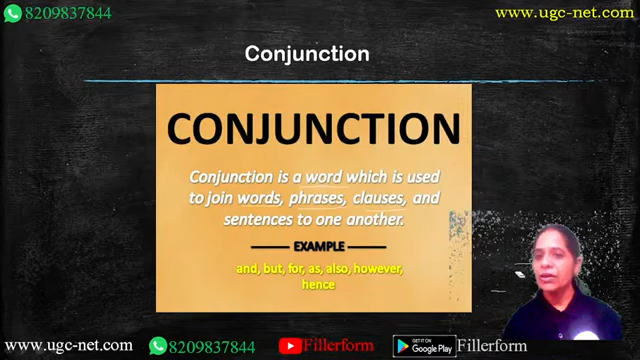 8209837844
www.ugc-net.com
Conjunction
CONJUNCTION
Conjunction is a word which is used
to join words, phrases, clauses, and
sentences to one another.
EXAMPLE
and, but, for, as, also, however,
hence
www.ugc-net.com
8209837844
Fillerform
GET IT ON
Google Play
Fillerform